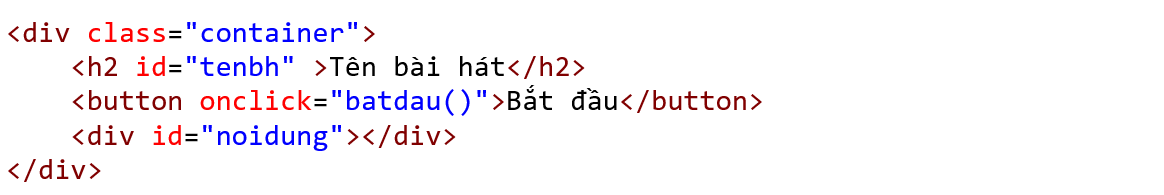 <div class="container">
    <h2 id="tenbh" >Tên bài hát</h2>
    <button onclick="batdau()">Bắt đầu</button>
    <div id="noidung"></div>
</div>